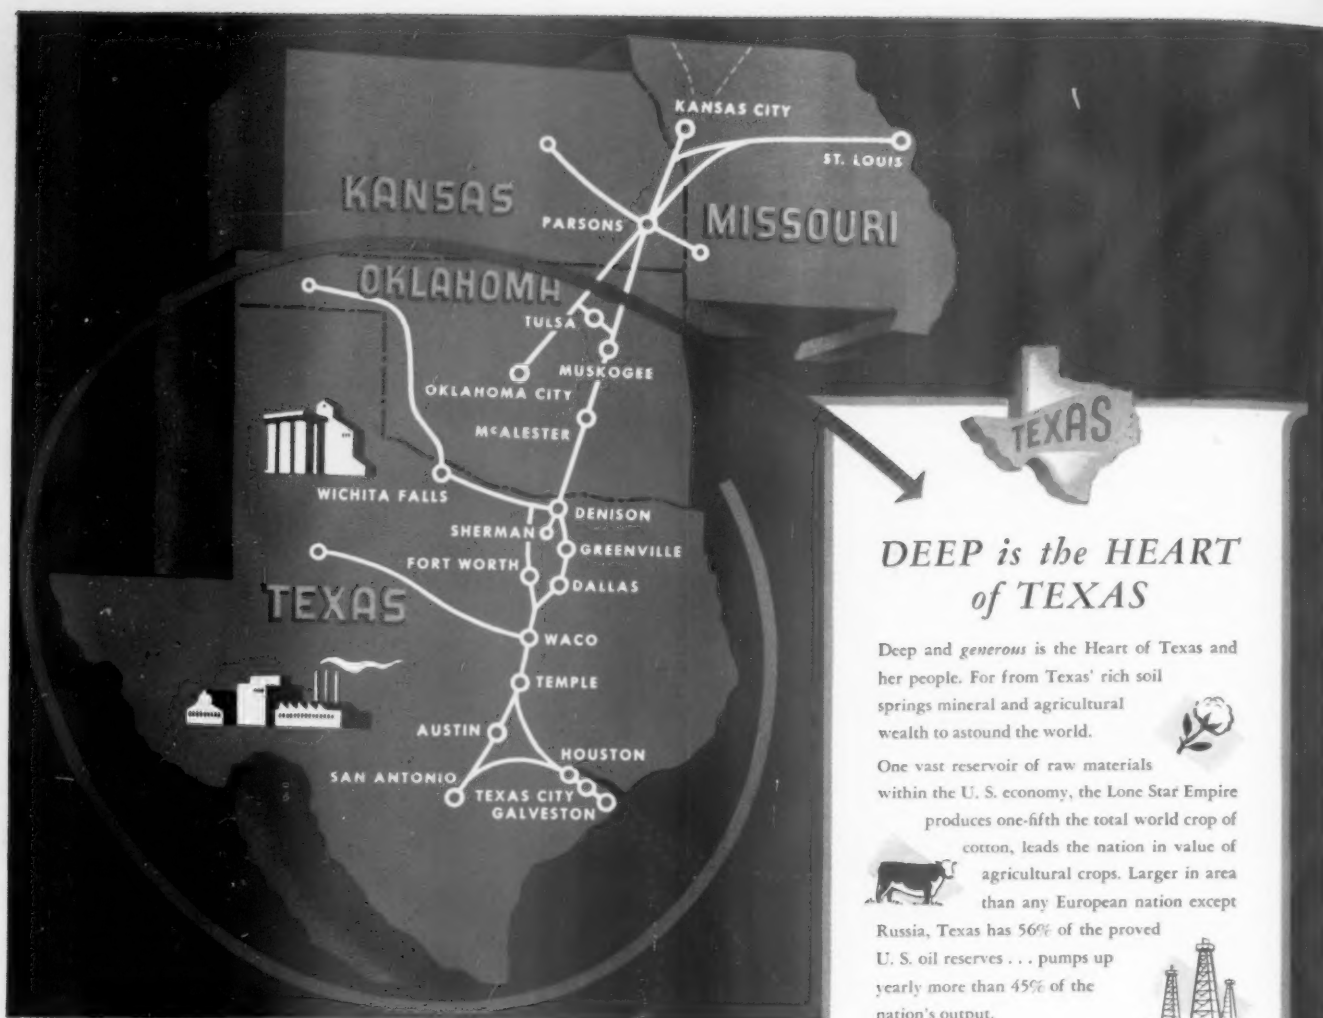 KANSAS CITY
ST. LOUIS
KANSAS
PARSONS
MISSOURI
OKLAHOMA
TULSA
MUSKOGEE
OKLAHOMA CITY
McALESTER
WICHITA FALLS
DENISON
SHERMAN
GREENVILLE
FORT WORTH
DALLAS
TEXAS
WACO
TEMPLE
AUSTIN
HOUSTON
SAN ANTONIO
TEXAS CITY
GALVESTON
TEXAS
DEEP is the HEART
of TEXAS
Deep and generous is the Heart of Texas and
her people. For from Texas' rich soil
springs mineral and agricultural
wealth to astound the world.
One vast reservoir of raw materials
within the U. S. economy, the Lone Star Empire
produces one-fifth the total world crop of
cotton, leads the nation in value of
agricultural crops. Larger in area
than any European nation except
Russia, Texas has 56% of the proved
U. S. oil reserves . . . pumps up
yearly more than 45% of the
nation's output.